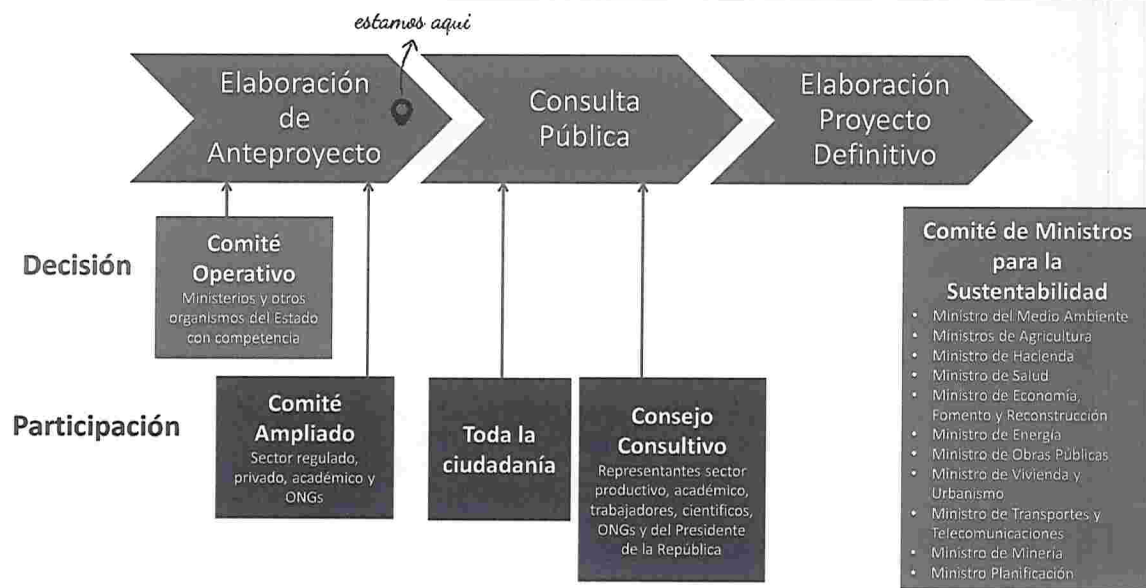 estamos aqui
Elaboración
de
Anteproyecto
Consulta
Pública
Elaboración
Proyecto
Definitivo
Decisión
Comité
Operativo
Ministerios y otros
organismos del Estado
con competencia
Participación
Comité
Ampliado
Sector regulado,
privado, académico y
ONGs
Toda la
ciudadanía
Consejo
Consultivo
Representantes sector
productivo, académico,
trabajadores, científicos,
ONGs y del Presidente
de la República
Comité de Ministros
para la
Sustentabilidad
• Ministro del Medio Ambiente
• Ministros de Agricultura
• Ministro de Hacienda
• Ministro de Salud
• Ministro de Economía,
Fomento y Reconstrucción
• Ministro de Energía
• Ministro de Obras Públicas
• Ministro de Vivienda y
Urbanismo
• Ministro de Transportes y
Telecomunicaciones
• Ministro de Minería
• Ministro Planificación